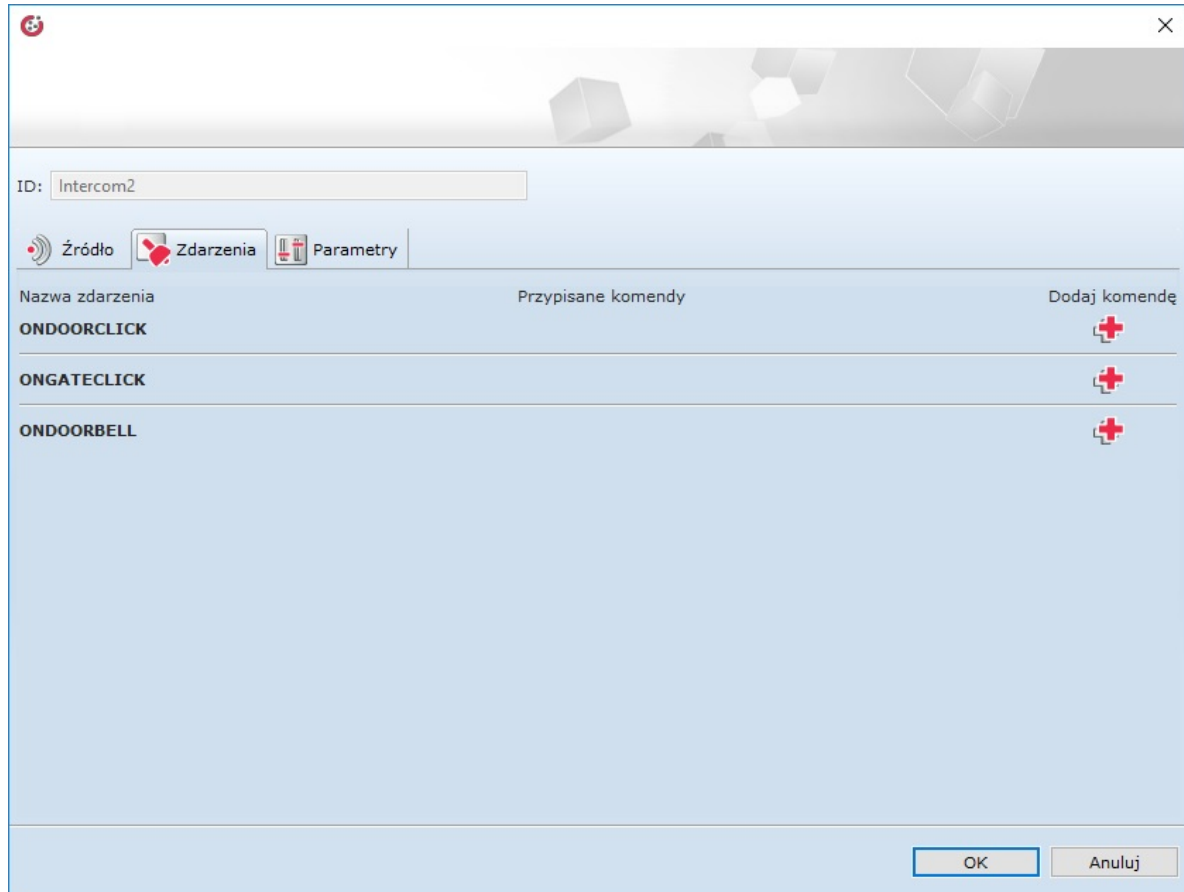 ID: Intercom2
Źródło Zdarzenia Parametry
Nazwa zdarzenia Przypisane komendy Dodaj komendę
ONDOORCLICK
ONGATECLICK
ONDOORBELL
OK Anuluj